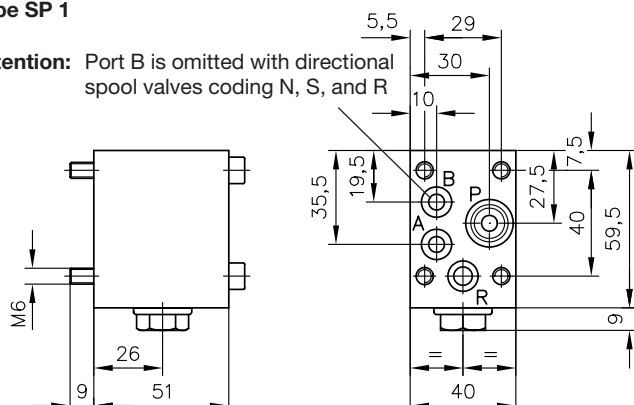 pe SP 1
tention: Port B is omitted with directional
spool valves coding N, S, and R
5,5
29
30
10
7,5
35,5
19,5
B
P
27,5
A
40
59,5
R
M6
9
26
= =
9
51
40